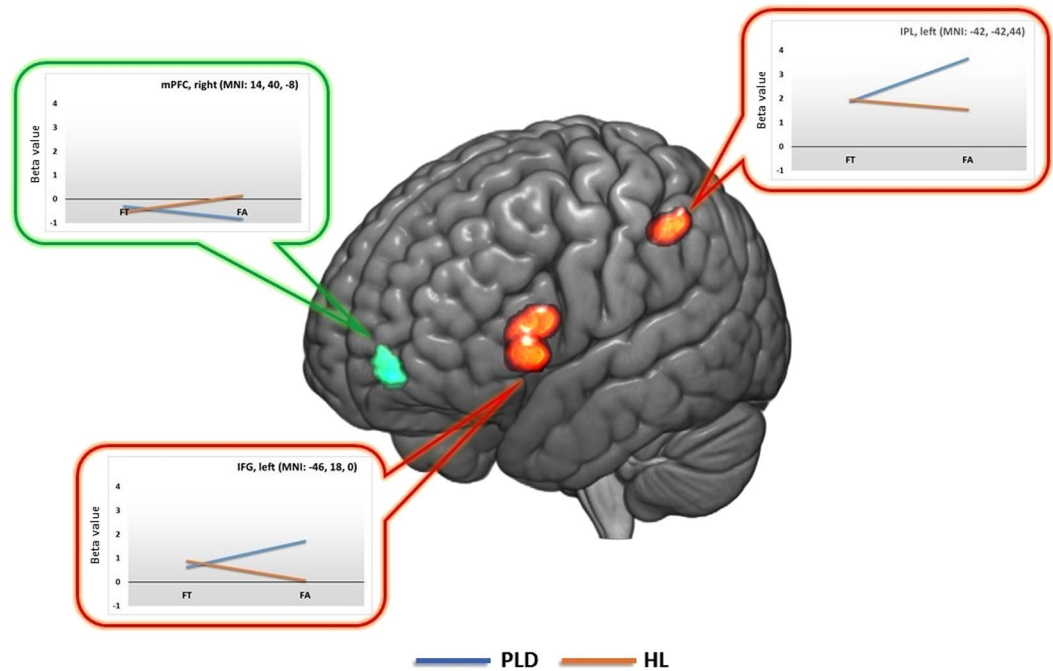 IPL, left (MNI: -42, -42,44)
4
3
2
1
0
-1
Beta value
FT
FA
mPFC, right (MNI: 14, 40, -8)
4
3
2
1
0
-1
Beta value
FT
FA
IFG, left (MNI: -46, 18, 0)
4
3
2
1
0
-1
Beta value
FT
FA
PLD
HL